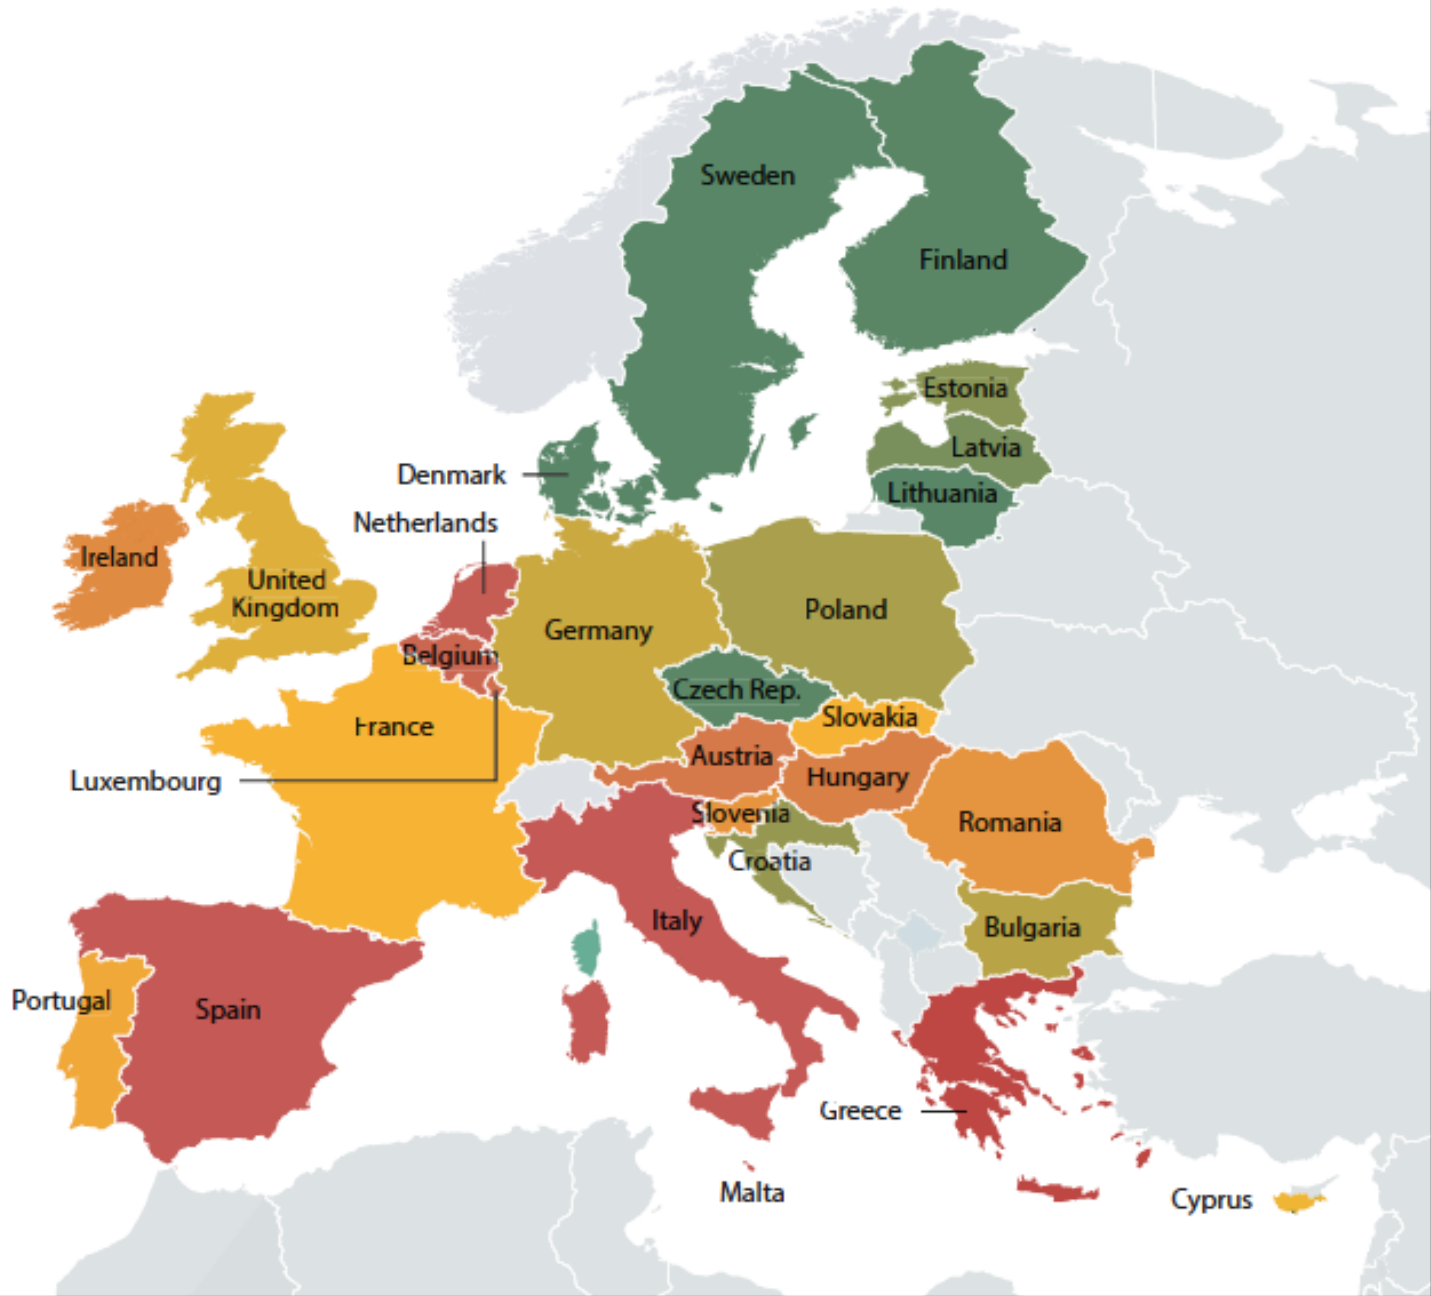 Sweden
Finland
Estonia
Latvia
Lithuania
Denmark
Netherlands
Ireland
United
Kingdom
Germany
Poland
Belgium
Czech Rep.
France
Slovakia
Austria
Luxembourg
Hungary
Slovenia
Romania
Croatia
Italy
Bulgaria
Portugal
Spain
Greece
Malta
Cyprus